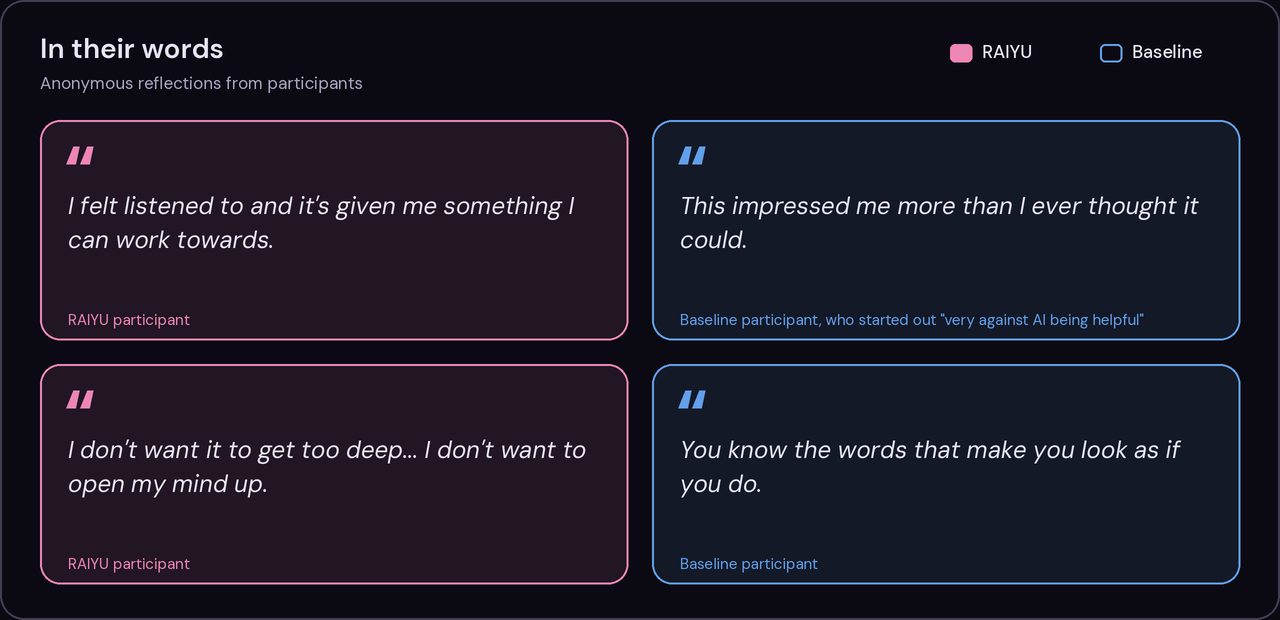 In their words
Anonymous reflections from participants
RAIYU
Baseline
“
I felt listened to and it's given me something I
can work towards.
RAIYU participant
“
This impressed me more than I ever thought it
could.
Baseline participant, who started out "very against AI being helpful"
“
I don't want it to get too deep... I don't want to
open my mind up.
RAIYU participant
“
You know the words that make you look as if
you do.
Baseline participant